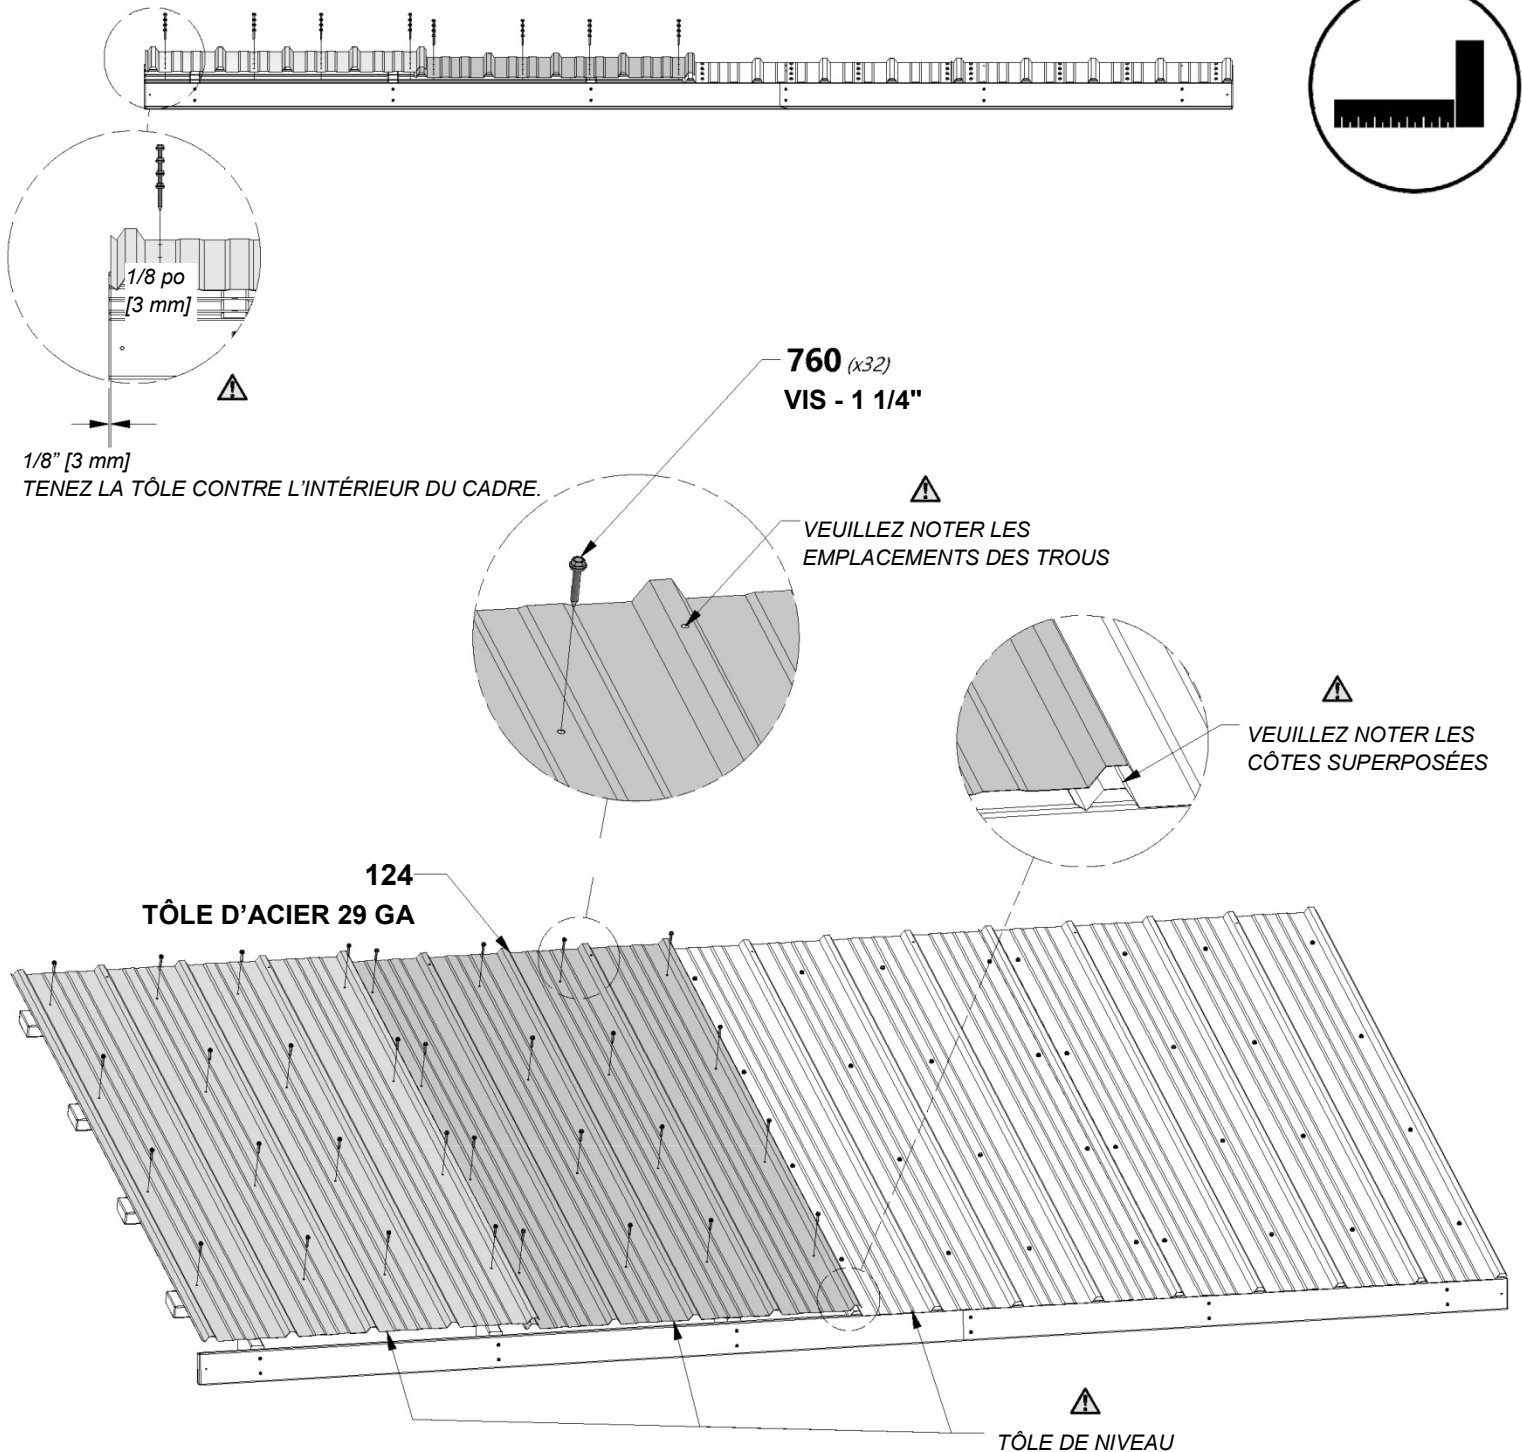 1/8 po
[3 mm]
1/8” [3 mm]
TENEZ LA TÔLE CONTRE L’INTÉRIEUR DU CADRE.
760 (x32)
VIS - 1 1/4"
VEUILLEZ NOTER LES
EMPLACEMENTS DES TROUS
VEUILLEZ NOTER LES
CÔTES SUPERPOSÉES
124
TÔLE D’ACIER 29 GA
TÔLE DE NIVEAU